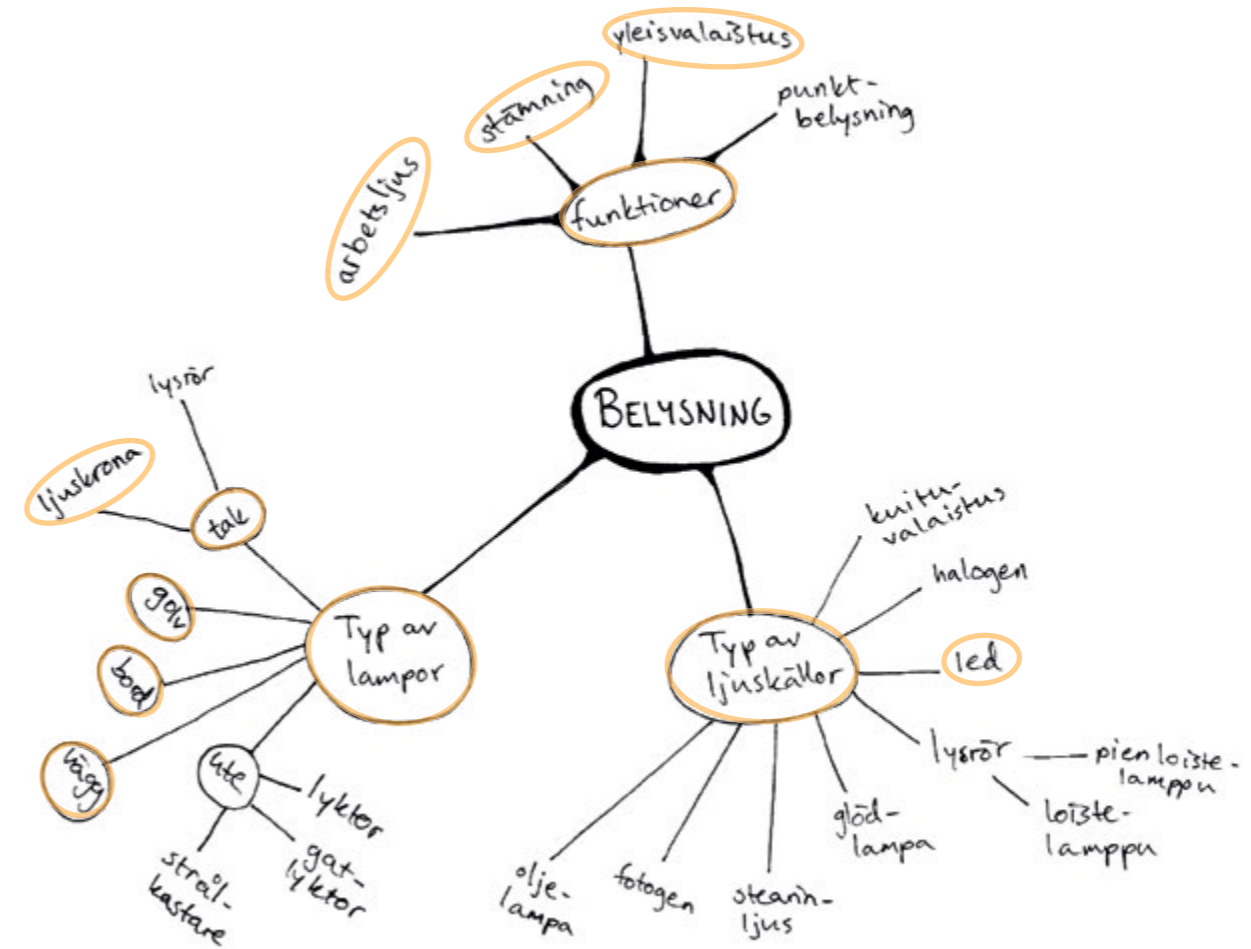 yleisvalaistus
stämning
punkt-
belysning
arbetsljus
funktioner
BELYSNING
lysrör
ljuskrona
tak
golv
bord
vägg
Typ av
lampor
ute
lyktor
gat-
lyktor
strål-
kastare
Typ av
ljuskällor
kuitu-
valaistus
halogen
led
lysrör
pienloiste-
lamppu
loiste-
lamppu
glöd-
lampa
stearin-
ljus
fotogen
olje-
lampa